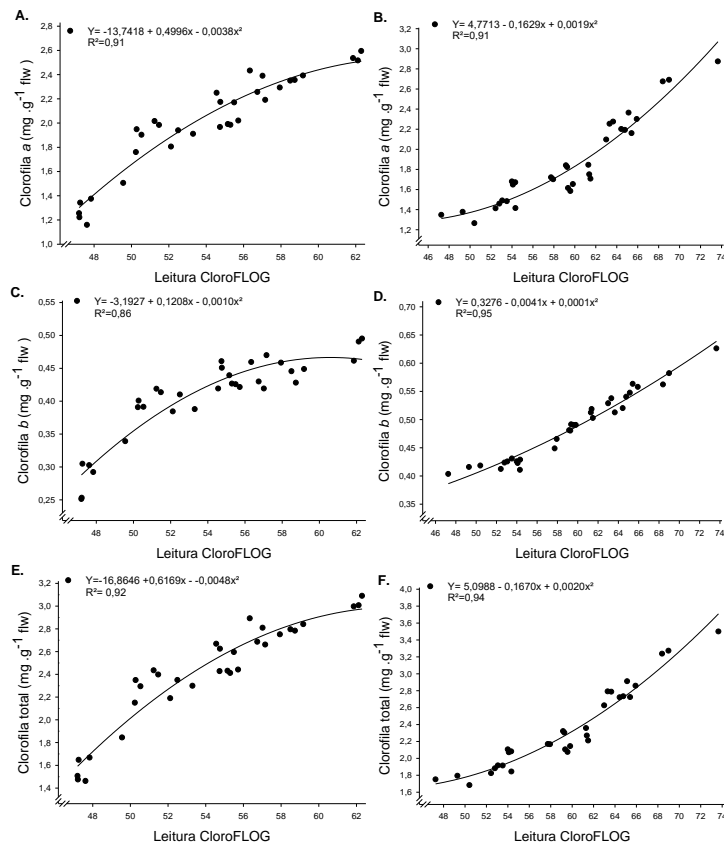 A.
Y= -13,7418 + 0,4996x - 0,0038x²
R²=0,91
Clorofila a (mg .g⁻¹ flw )
2,8
2,6
2,4
2,2
2,0
1,8
1,6
1,4
1,2
1,0
48 50 52 54 56 58 60 62
Leitura CloroFLOG
B.
Y= 4,7713 - 0,1629x + 0,0019x²
R²=0,91
Clorofila a (mg .g⁻¹ flw)
3,2
3,0
2,8
2,6
2,4
2,2
2,0
1,8
1,6
1,4
1,2
46 48 50 52 54 56 58 60 62 64 66 68 70 72 74
Leitura CloroFLOG
C.
Y= -3,1927 + 0,1208x - 0,0010x²
R²=0,86
Clorofila b (mg .g⁻¹ flw)
0,55
0,50
0,45
0,40
0,35
0,30
0,25
48 50 52 54 56 58 60 62
Leitura CloroFLOG
D.
Y= 0,3276 - 0,0041x + 0,0001x²
R²=0,95
Clorofila b (mg .g⁻¹ flw)
0,70
0,65
0,60
0,55
0,50
0,45
0,40
0,35
46 48 50 52 54 56 58 60 62 64 66 68 70 72 74
Leitura CloroFLOG
E.
Y=-16,8646 +0,6169x - -0,0048x²
R²= 0,92
Clorofila total (mg .g⁻¹ flw)
3,2
3,0
2,8
2,6
2,4
2,2
2,0
1,8
1,6
1,4
48 50 52 54 56 58 60 62
Leitura CloroFLOG
F.
Y= 5,0988 - 0,1670x + 0,0020x²
R²=0,94
Clorofila total (mg .g⁻¹ flw)
4,0
3,8
3,6
3,4
3,2
3,0
2,8
2,6
2,4
2,2
2,0
1,8
1,6
46 48 50 52 54 56 58 60 62 64 66 68 70 72 74
Leitura CloroFLOG